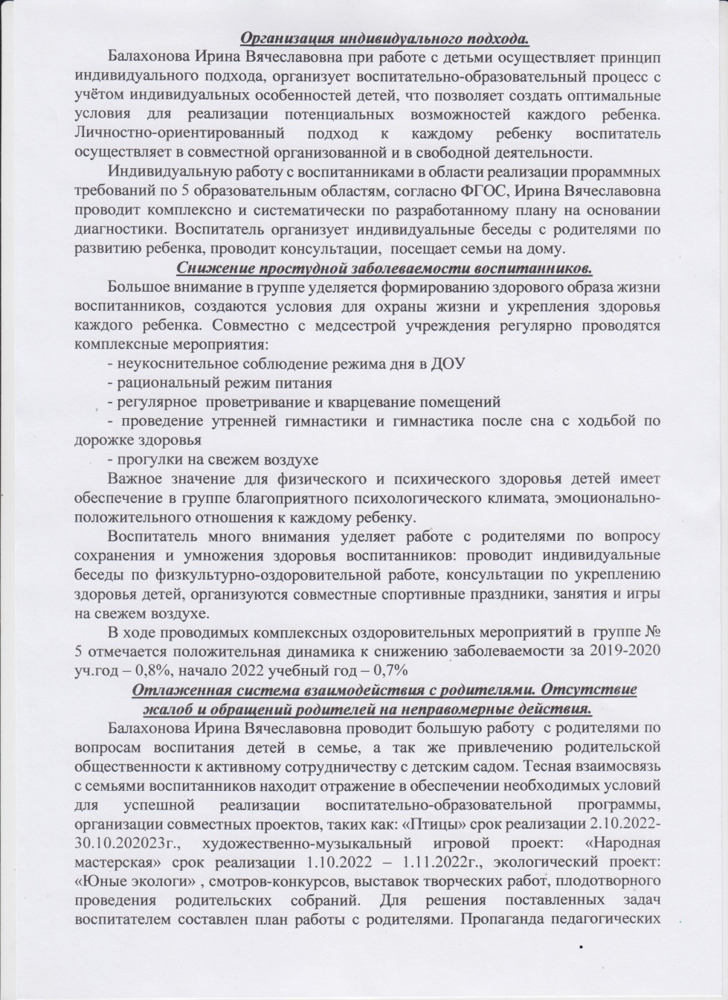 Организация индивидуального подхода.
Балахонова Ирина Вячеславовна при работе с детьми осуществляет принцип
индивидуального подхода, организует воспитательно-образовательный процесс с
учётом индивидуальных особенностей детей, что позволяет создать оптимальные
условия для реализации потенциальных возможностей каждого ребенка.
Личностно-ориентированный подход к каждому ребенку воспитатель
осуществляет в совместной организованной и в свободной деятельности.
Индивидуальную работу с воспитанниками в области реализации прораммных
требований по 5 образовательным областям, согласно ФГОС, Ирина Вячеславовна
проводит комплексно и систематически по разработанному плану на основании
диагностики. Воспитатель организует индивидуальные беседы с родителями по
развитию ребенка, проводит консультации, посещает семьи на дому.
Снижение простудной заболеваемости воспитанников.
Большое внимание в группе уделяется формированию здорового образа жизни
воспитанников, создаются условия для охраны жизни и укрепления здоровья
каждого ребенка. Совместно с медсестрой учреждения регулярно проводятся
комплексные мероприятия:
- неукоснительное соблюдение режима дня в ДОУ
- рациональный режим питания
- регулярное проветривание и кварцевание помещений
- проведение утренней гимнастики и гимнастика после сна с ходьбой по
дорожке здоровья
- прогулки на свежем воздухе
Важное значение для физического и психического здоровья детей имеет
обеспечение в группе благоприятного психологического климата, эмоционально-
положительного отношения к каждому ребенку.
Воспитатель много внимания уделяет работе с родителями по вопросу
сохранения и умножения здоровья воспитанников: проводит индивидуальные
беседы по физкультурно-оздоровительной работе, консультации по укреплению
здоровья детей, организуются совместные спортивные праздники, занятия и игры
на свежем воздухе.
В ходе проводимых комплексных оздоровительных мероприятий в группе №
5 отмечается положительная динамика к снижению заболеваемости за 2019-2020
уч.год – 0,8%, начало 2022 учебный год – 0,7%
Отлаженная система взаимодействия с родителями. Отсутствие
жалоб и обращений родителей на неправомерные действия.
Балахонова Ирина Вячеславовна проводит большую работу с родителями по
вопросам воспитания детей в семье, а так же привлечению родительской
общественности к активному сотрудничеству с детским садом. Тесная взаимосвязь
с семьями воспитанников находит отражение в обеспечении необходимых условий
для успешной реализации воспитательно-образовательной программы,
организации совместных проектов, таких как: «Птицы» срок реализации 2.10.2022-
30.10.202023г., художественно-музыкальный игровой проект: «Народная
мастерская» срок реализации 1.10.2022 – 1.11.2022г., экологический проект:
«Юные экологи» , смотров-конкурсов, выставок творческих работ, плодотворного
проведения родительских собраний. Для решения поставленных задач
воспитателем составлен план работы с родителями. Пропаганда педагогических